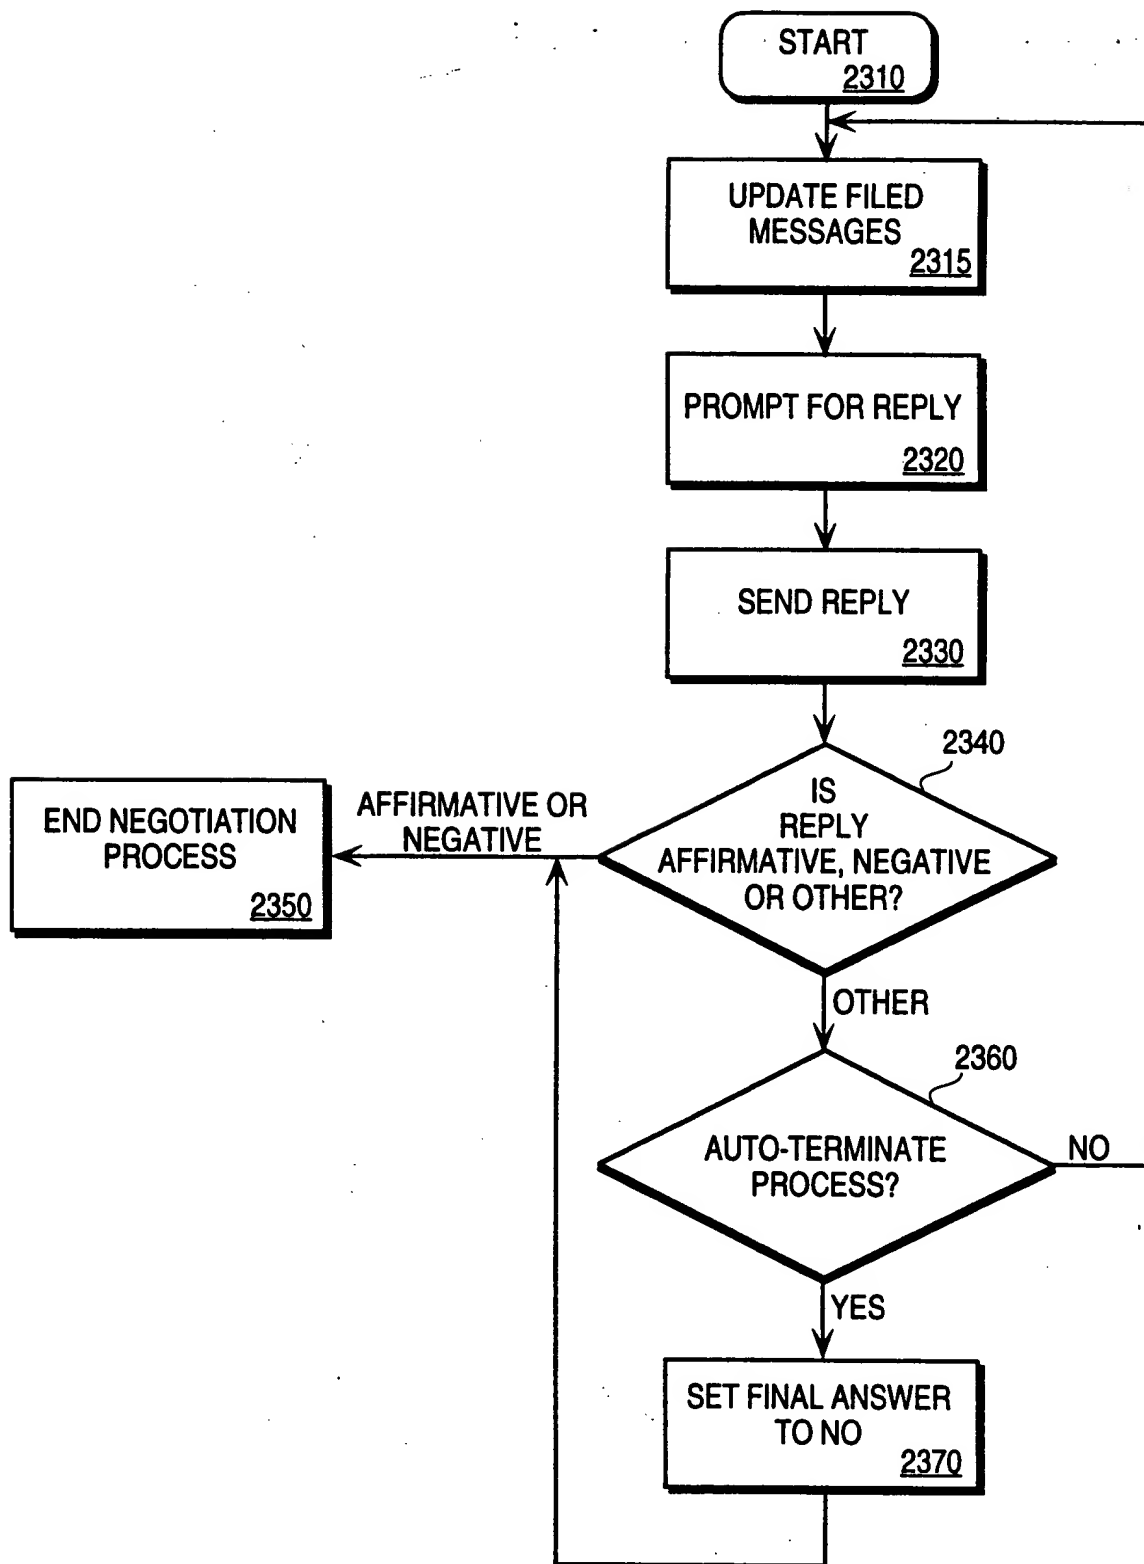 START
2310
UPDATE FILED
MESSAGES
2315
PROMPT FOR REPLY
2320
SEND REPLY
2330
2340
IS
REPLY
AFFIRMATIVE, NEGATIVE
OR OTHER?
AFFIRMATIVE OR
NEGATIVE
END NEGOTIATION
PROCESS
2350
OTHER
2360
AUTO-TERMINATE
PROCESS?
NO
YES
SET FINAL ANSWER
TO NO
2370